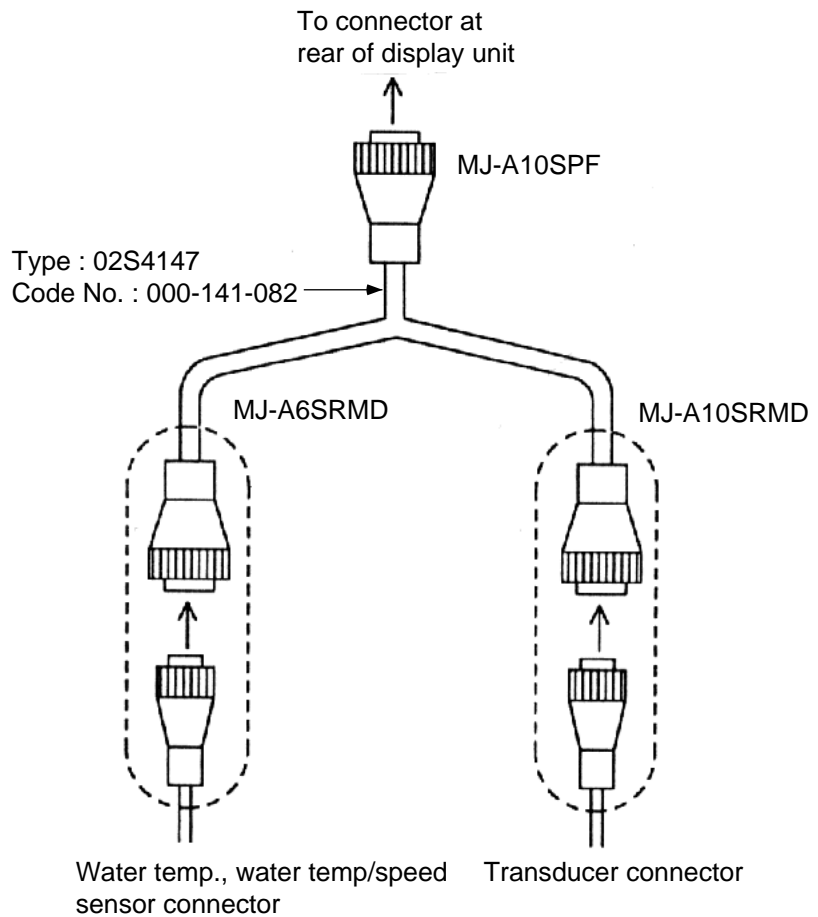 To connector at
rear of display unit
MJ-A10SPF
Type : 02S4147
Code No. : 000-141-082
MJ-A6SRMD
MJ-A10SRMD
Water temp., water temp/speed
sensor connector
Transducer connector